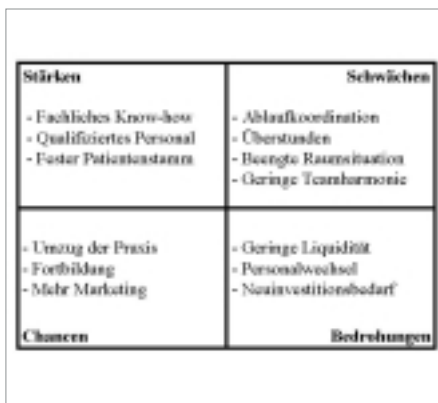 Stärken
- Fachliches Know-how
- Qualifiziertes Personal
- Fester Patientenstamm
Schwächen
- Ablaufkoordination
- Überstunden
- Beengte Raumsituation
- Geringe Teamharmonie
- Umzug der Praxis
- Fortbildung
- Mehr Marketing
Chancen
- Geringe Liquidität
- Personalwechsel
- Neuinvestitionsbedarf
Bedrohungen